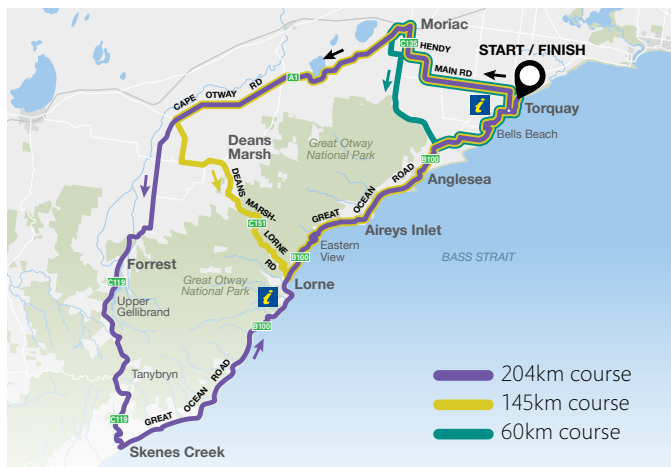 Moriac
C135
HENDY
MAIN RD
START / FINISH
i
Torquay
Bells Beach
CAPE OTWAY RD
A1
Deans
Marsh
Great Otway
National Park
B100
Anglesea
DEANS MARSH-
LORNE
RD
C151
GREAT OCEAN ROAD
Aireys Inlet
B100
Eastern
View
BASS STRAIT
Forrest
C119
Upper
Gellibrand
Great Otway
National Park
i
Lorne
B100
Tanybryn
C119
GREAT OCEAN ROAD
Skenes Creek
204km course
145km course
60km course